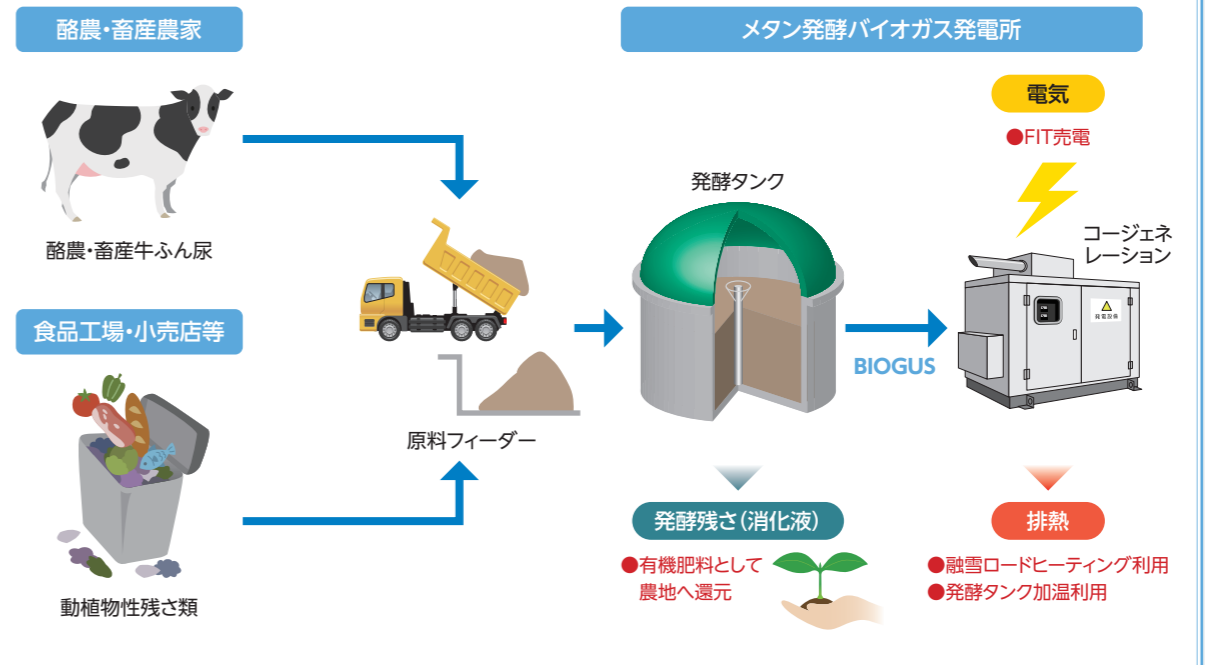 酪農・畜産農家
メタン発酵バイオガス発電所
電気
●FIT売電
発酵タンク
コージェネ
レーション
酪農・畜産牛ふん尿
食品工場・小売店等
発電設備
BIOGUS
原料フィーダー
発酵残さ（消化液）
●有機肥料として
農地へ還元
排熱
●融雪ロードヒーティング利用
●発酵タンク加温利用
動植物性残さ類